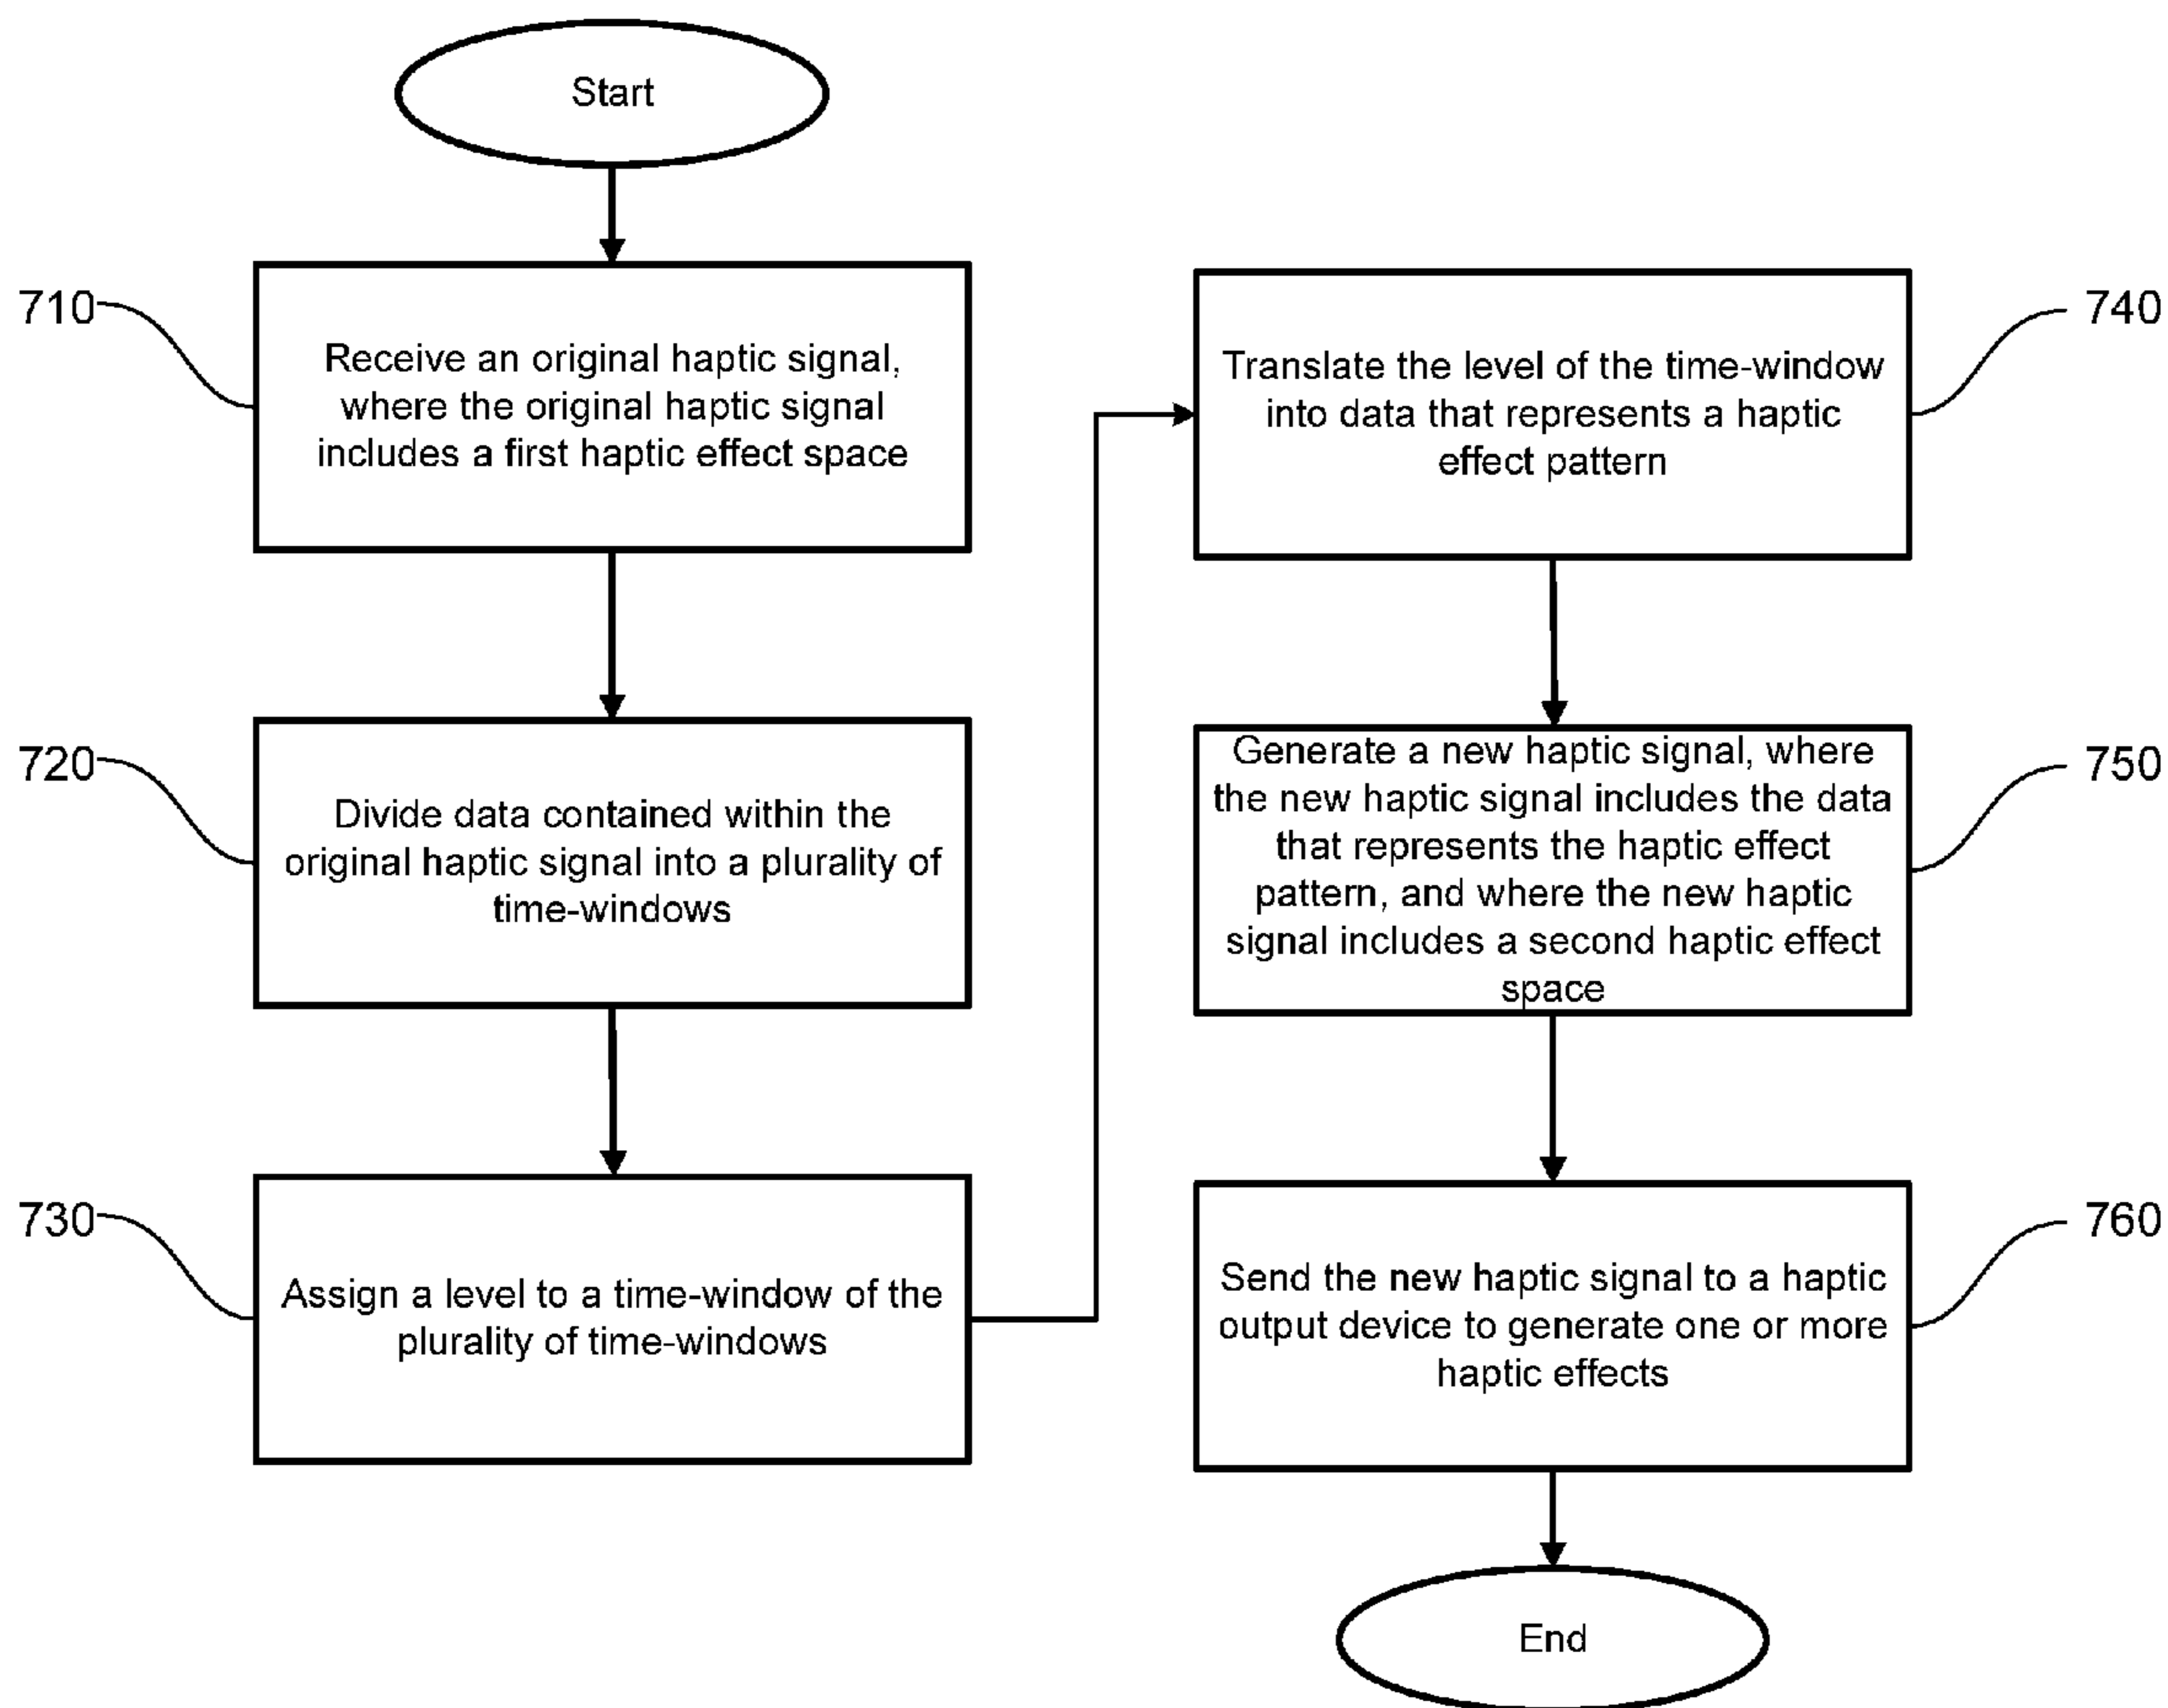 Start
710
Receive an original haptic signal,
where the original haptic signal
includes a first haptic effect space
720
Divide data contained within the
original haptic signal into a plurality of
time-windows
730
Assign a level to a time-window of the
plurality of time-windows
740
Translate the level of the time-window
into data that represents a haptic
effect pattern
750
Generate a new haptic signal, where
the new haptic signal includes the data
that represents the haptic effect
pattern, and where the new haptic
signal includes a second haptic effect
space
760
Send the new haptic signal to a haptic
output device to generate one or more
haptic effects
End